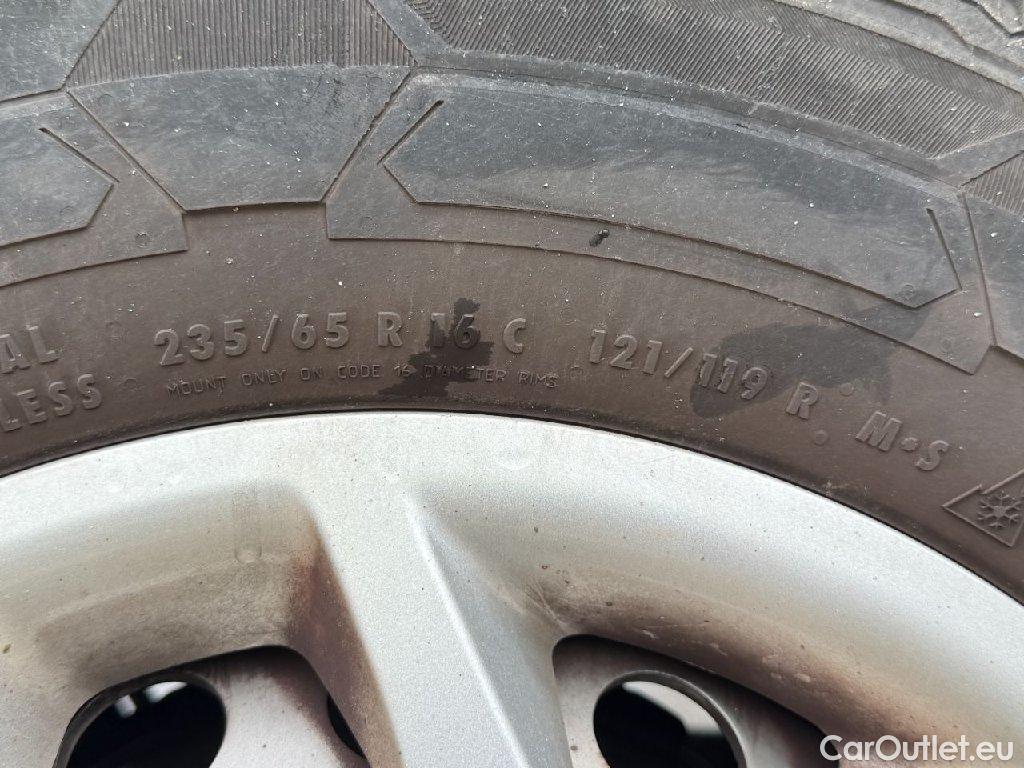 AL
LESS
235/65 R 16 C 121/119 R M•S
MOUNT ONLY ON CODE 16 DIAMETER RIMS
CarOutlet.eu